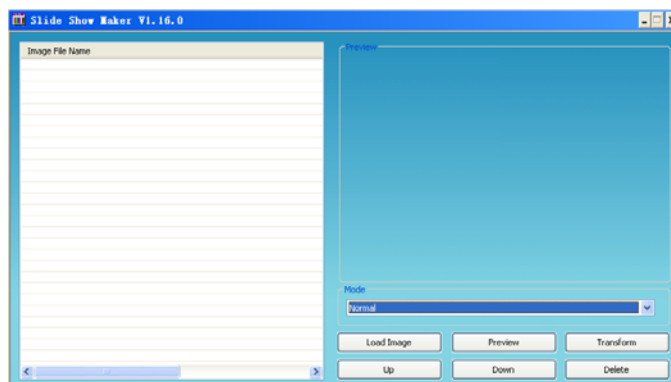 Slide Show Maker V1.16.0
Image File Name
Preview
Mode
Normal
Load Image Preview Transform
Up Down Delete